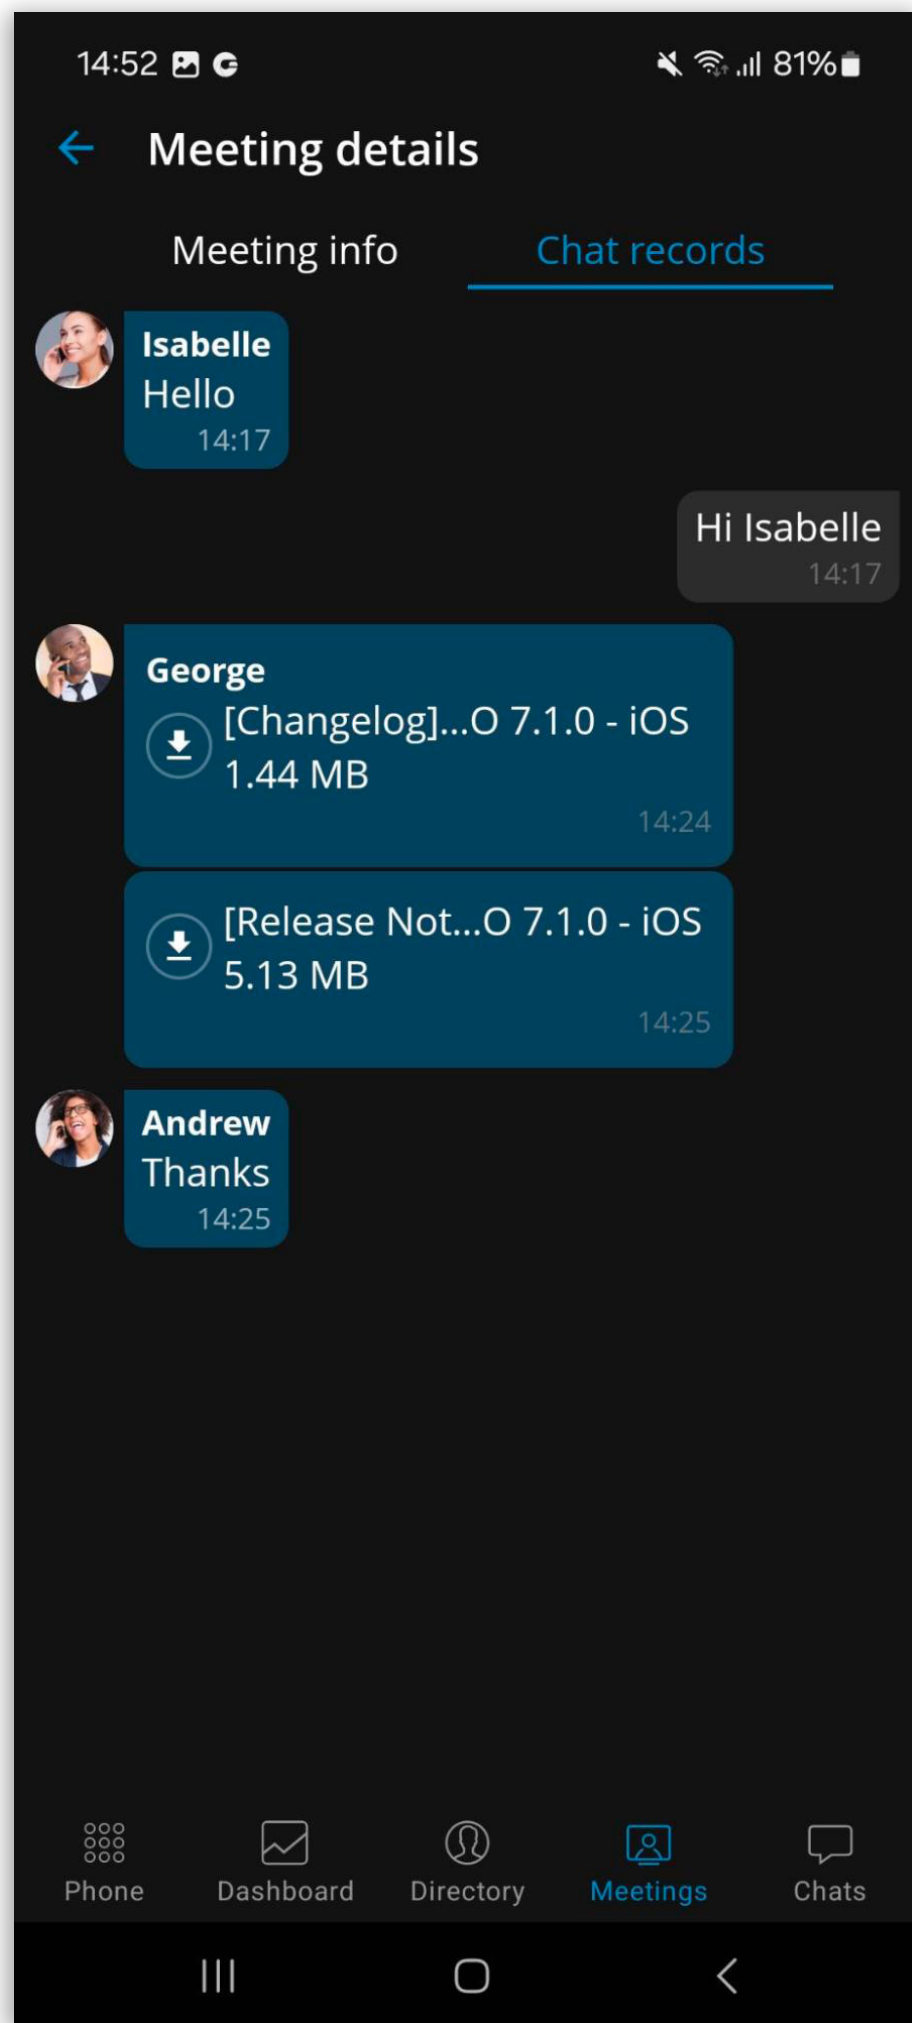 14:52 81%
Meeting details
Meeting info Chat records
Isabelle
Hello
14:17
Hi Isabelle
14:17
George
[Changelog]...O 7.1.0 - iOS
1.44 MB
14:24
[Release Not...O 7.1.0 - iOS
5.13 MB
14:25
Andrew
Thanks
14:25
Phone Dashboard Directory Meetings Chats